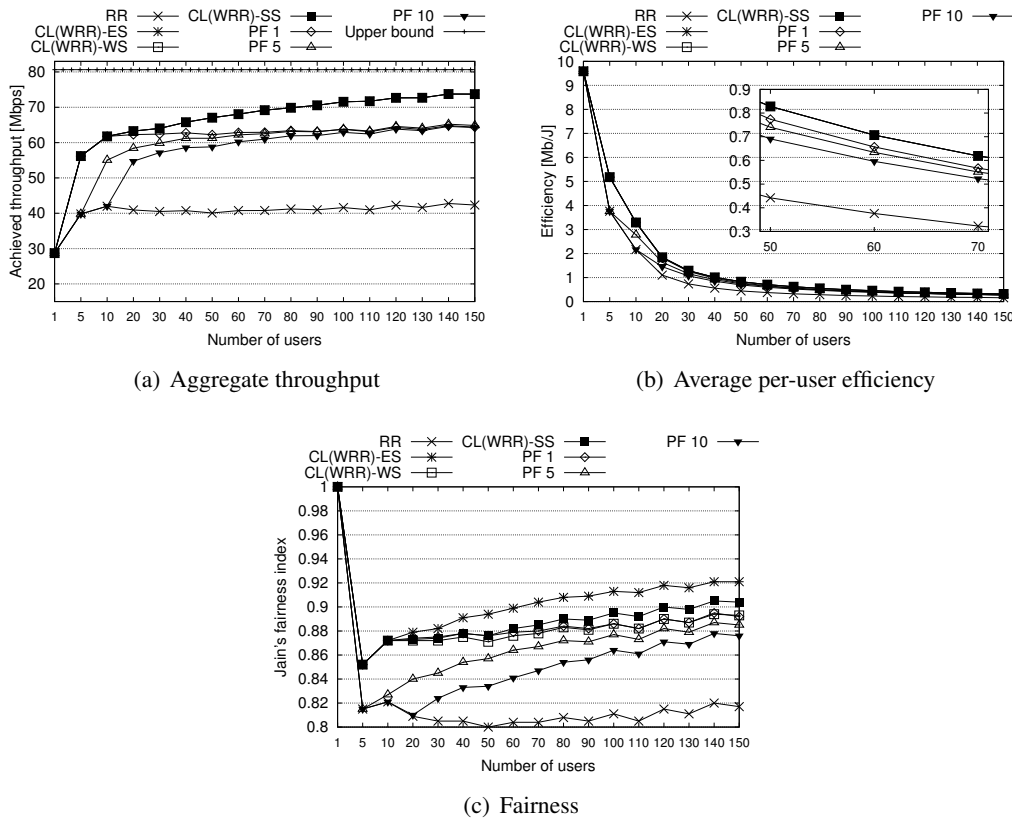 RR
CL(WRR)-ES
CL(WRR)-WS
CL(WRR)-SS
PF 1
PF 5
PF 10
Upper bound
Achieved throughput [Mbps]
80
70
60
50
40
30
20
1 5 10 20 30 40 50 60 70 80 90 100 110 120 130 140 150
Number of users
(a) Aggregate throughput
RR
CL(WRR)-ES
CL(WRR)-WS
CL(WRR)-SS
PF 1
PF 5
PF 10
Efficiency [Mb/J]
10
9
8
7
6
5
4
3
2
1
0
0.9
0.8
0.7
0.6
0.5
0.4
0.3
50 60 70
1 5 10 20 30 40 50 60 70 80 90 100 110 120 130 140 150
Number of users
(b) Average per-user efficiency
RR
CL(WRR)-ES
CL(WRR)-WS
CL(WRR)-SS
PF 1
PF 5
PF 10
Jain's fairness index
1
0.98
0.96
0.94
0.92
0.9
0.88
0.86
0.84
0.82
0.8
1 5 10 20 30 40 50 60 70 80 90 100 110 120 130 140 150
Number of users
(c) Fairness